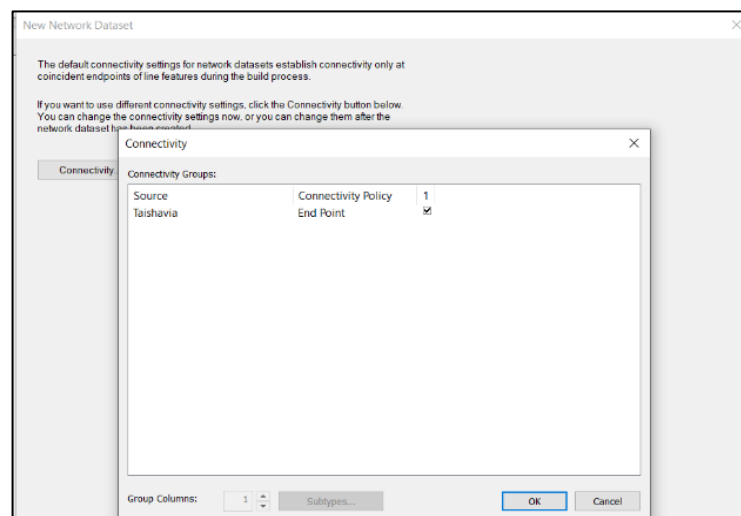 New Network Dataset
The default connectivity settings for network datasets establish connectivity only at
coincident endpoints of line features during the build process.
If you want to use different connectivity settings, click the Connectivity button below.
You can change the connectivity settings now, or you can change them after the
network dataset has been created.
Connectivity
Connectivity...
Connectivity Groups:
Source Connectivity Policy 1
Taishavia End Point
Group Columns: 1 Subtypes... OK Cancel